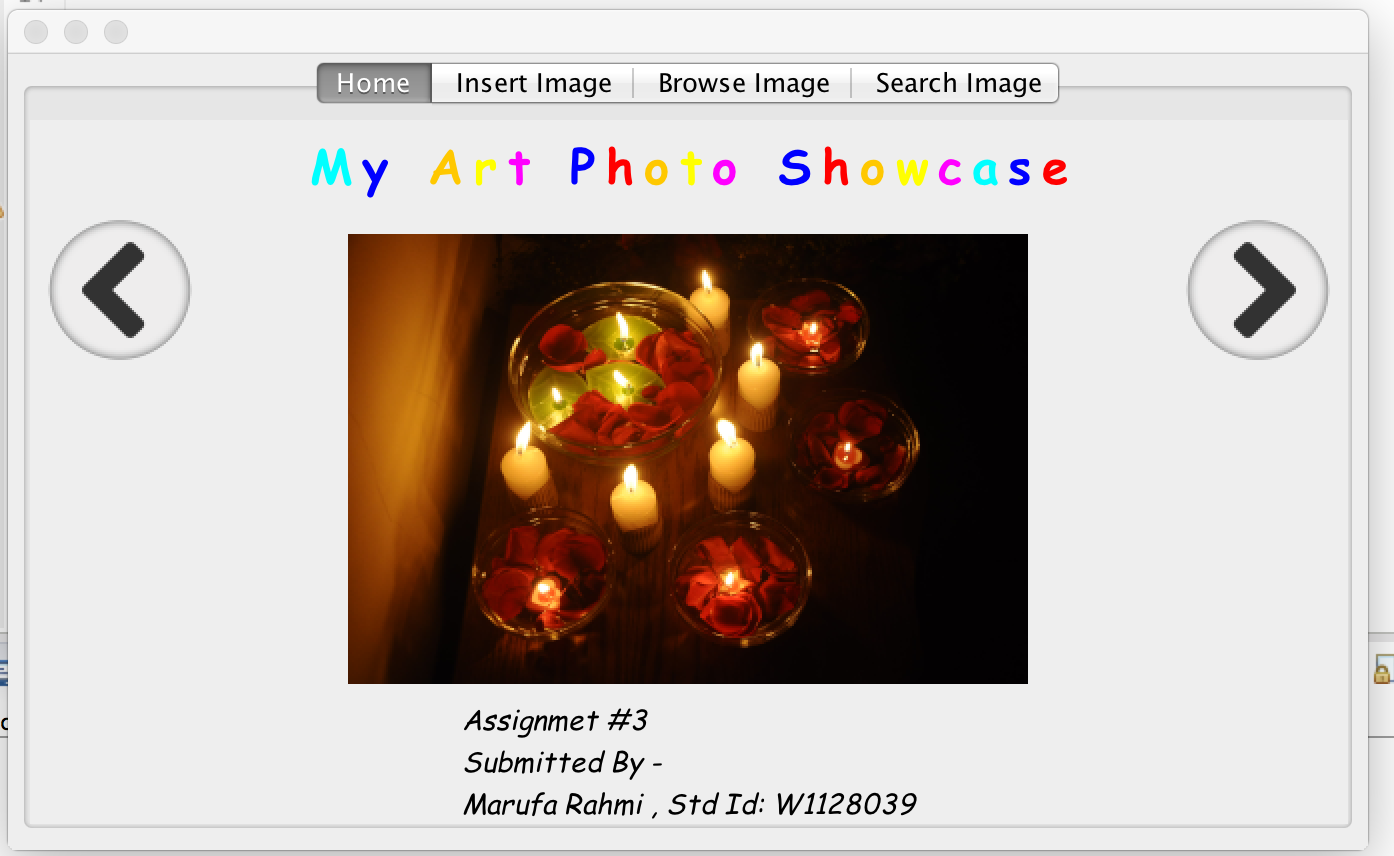 Home Insert Image Browse Image Search Image
My Art Photo Showcase
Assignmet #3
Submitted By -
Marufa Rahmi , Std Id: W1128039